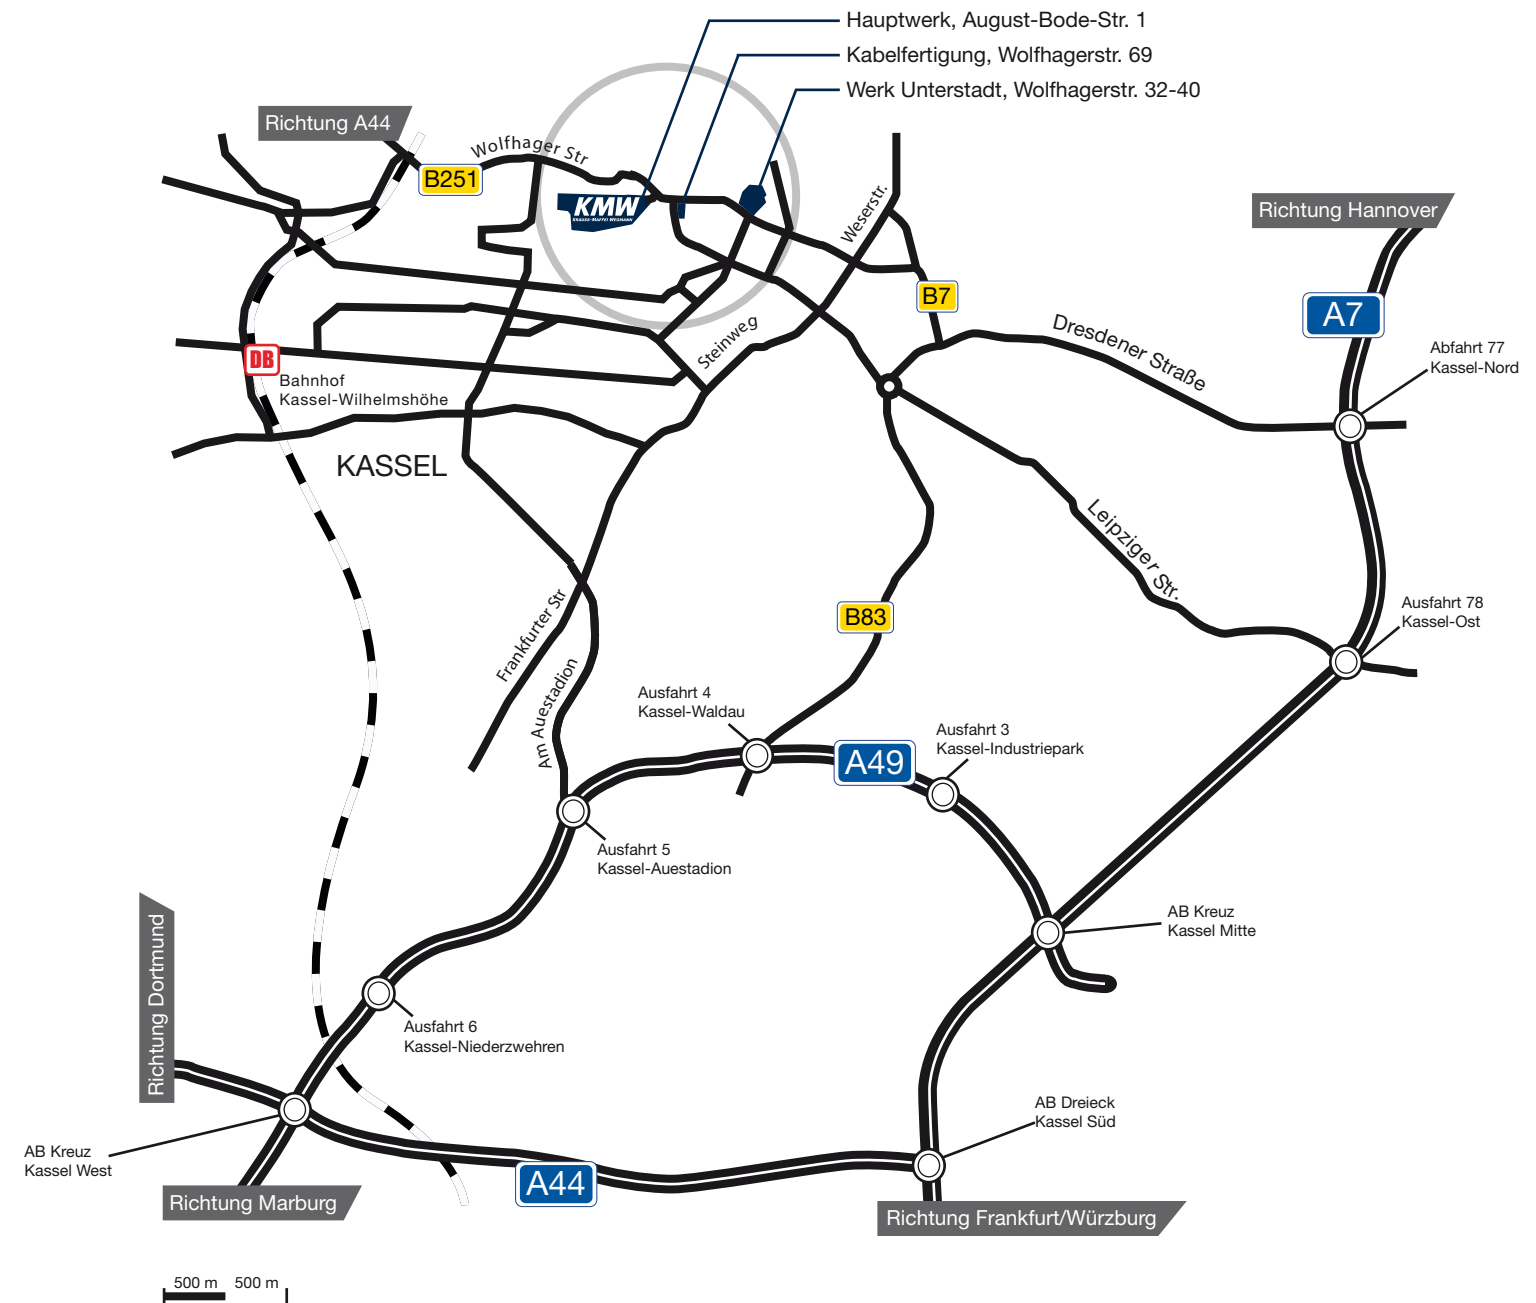 Hauptwerk, August-Bode-Str. 1
Kabelfertigung, Wolfhagerstr. 69
Werk Unterstadt, Wolfhagerstr. 32-40
Richtung A44
Wolfhager Str
B251
KMW
KRAUSS-MAFFEI WEGMANN
Weserstr.
Richtung Hannover
B7
A7
Steinweg
Dresdener Straße
Abfahrt 77
Kassel-Nord
DB
Bahnhof
Kassel-Wilhelmshöhe
KASSEL
Leipziger Str.
Frankfurter Str
B83
Ausfahrt 78
Kassel-Ost
Am Auestadion
Ausfahrt 4
Kassel-Waldau
A49
Ausfahrt 3
Kassel-Industriepark
Ausfahrt 5
Kassel-Auestadion
AB Kreuz
Kassel Mitte
Richtung Dortmund
Ausfahrt 6
Kassel-Niederzwehren
AB Dreieck
Kassel Süd
AB Kreuz
Kassel West
A44
Richtung Marburg
Richtung Frankfurt/Würzburg
500 m 500 m